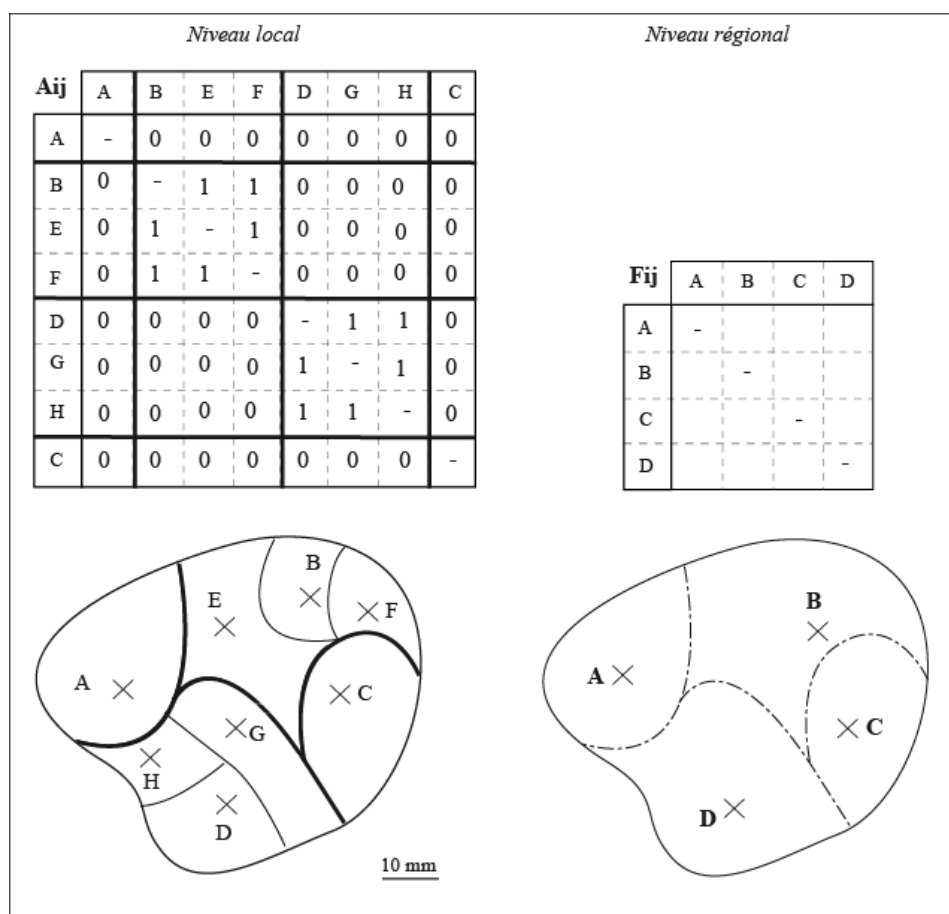 Niveau local
Niveau régional
Aij A B E F D G H C
A - 0 0 0 0 0 0 0
B 0 - 1 1 0 0 0 0
E 0 1 - 1 0 0 0 0
F 0 1 1 - 0 0 0 0
D 0 0 0 0 - 1 1 0
G 0 0 0 0 1 - 1 0
H 0 0 0 0 1 1 - 0
C 0 0 0 0 0 0 0 -
Fij A B C D
A -
B -
C -
D -
B
E
F
A
C
G
H
D
10 mm
B
A
C
D